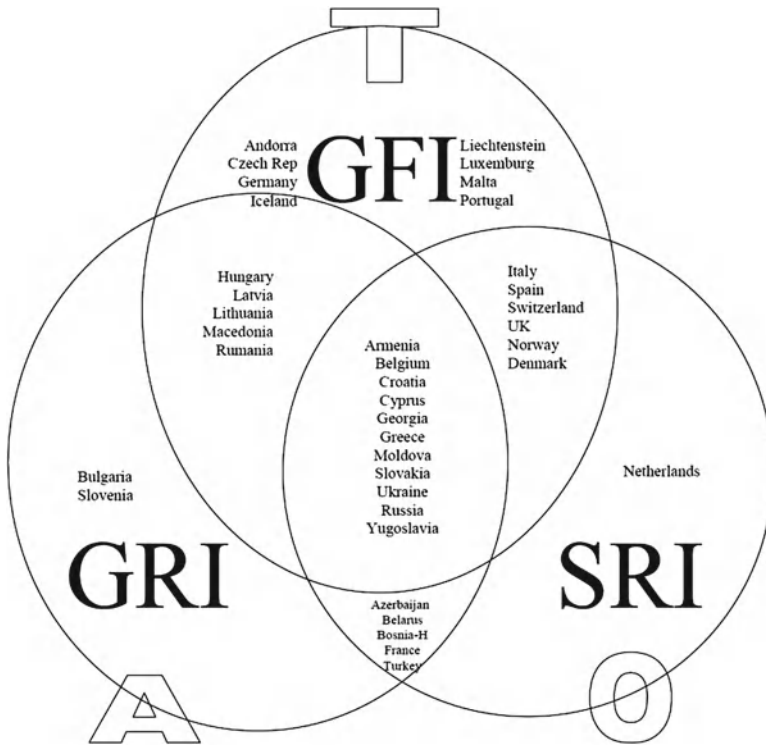 T
GFI
Andorra
Czech Rep
Germany
Iceland
Liechtenstein
Luxemburg
Malta
Portugal
Hungary
Latvia
Lithuania
Macedonia
Rumania
Italy
Spain
Switzerland
UK
Norway
Denmark
Armenia
Belgium
Croatia
Cyprus
Georgia
Greece
Moldova
Slovakia
Ukraine
Russia
Yugoslavia
Bulgaria
Slovenia
Netherlands
GRI
SRI
Azerbaijan
Belarus
Bosnia-H
France
Turkey
A
O